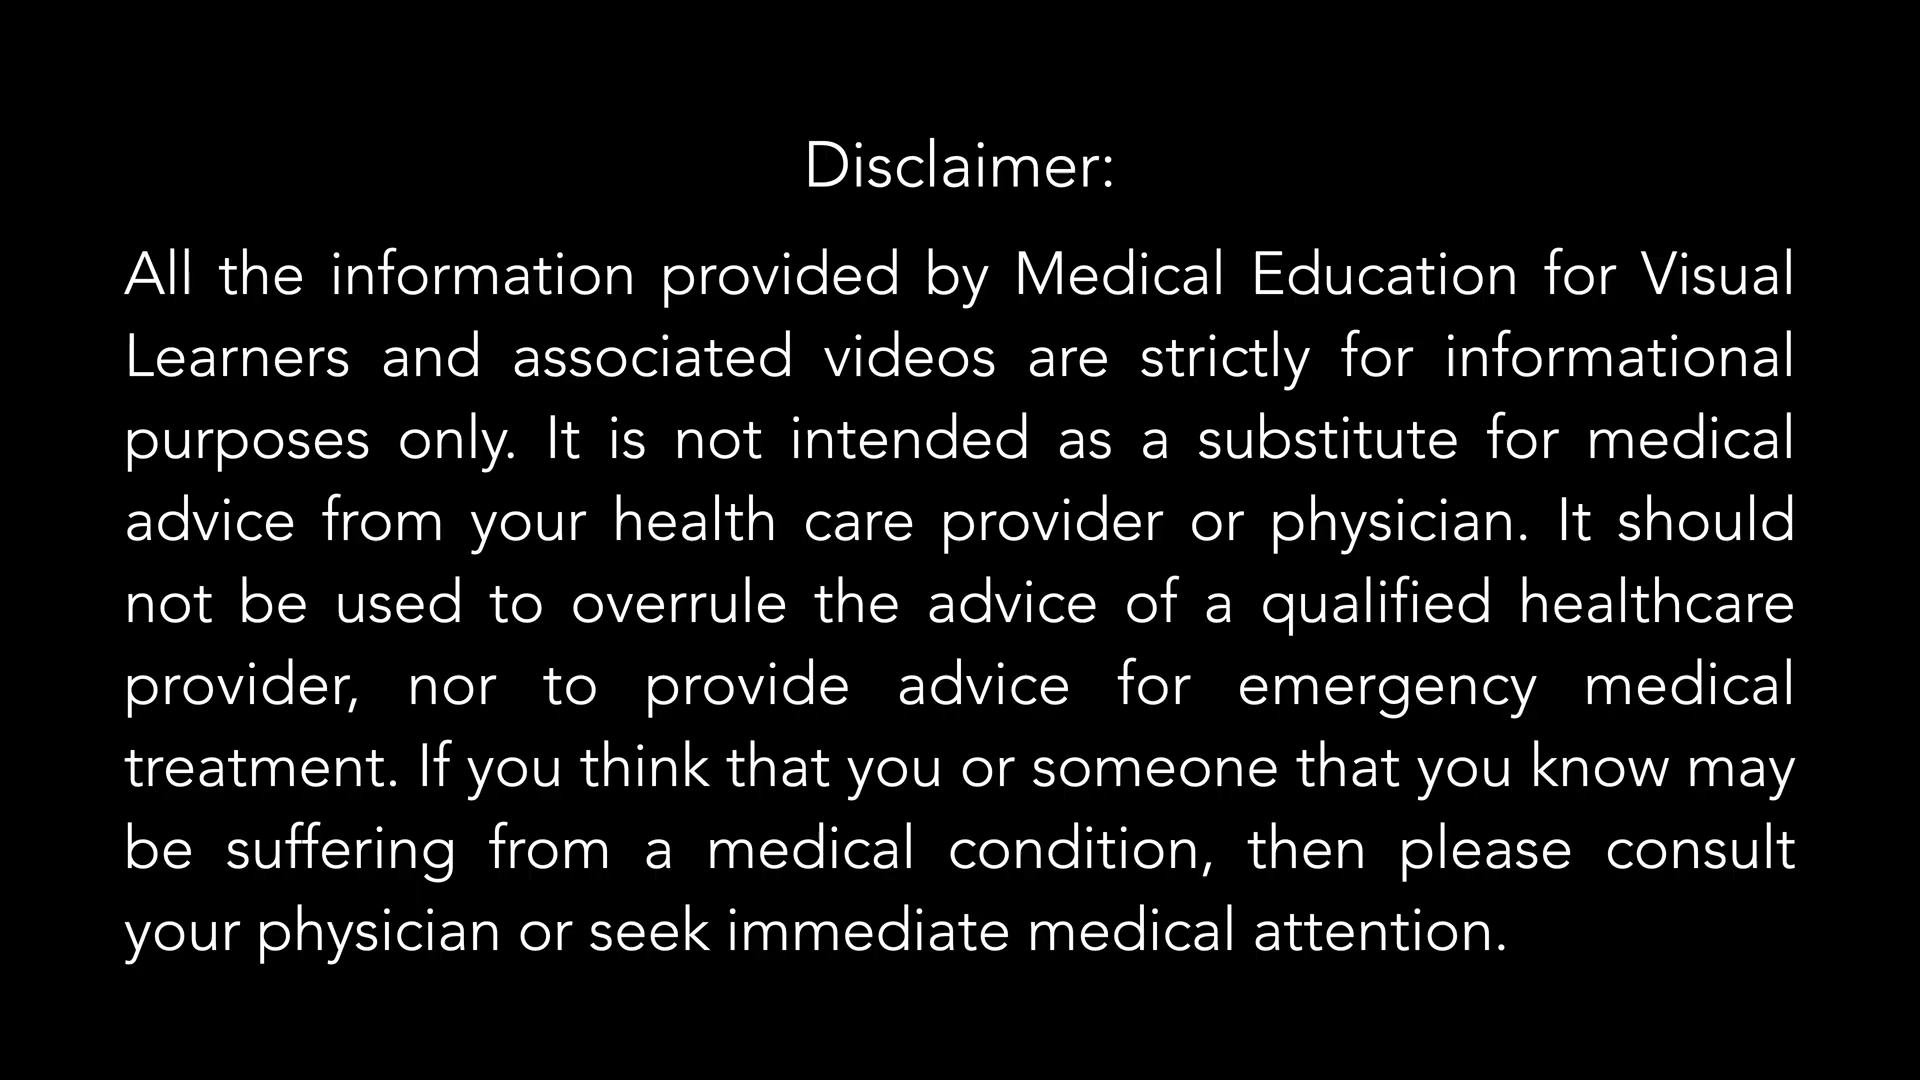 Disclaimer:
All the information provided by Medical Education for Visual
Learners and associated videos are strictly for informational
purposes only. It is not intended as a substitute for medical
advice from your health care provider or physician. It should
not be used to overrule the advice of a qualified healthcare
provider, nor to provide advice for emergency medical
treatment. If you think that you or someone that you know may
be suffering from a medical condition, then please consult
your physician or seek immediate medical attention.